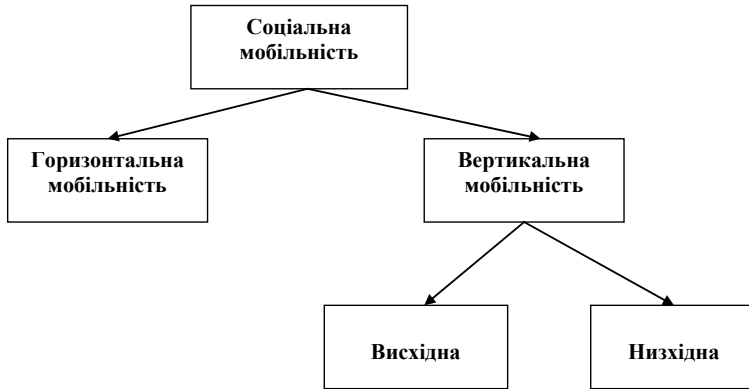 Соціальна
мобільність
Горизонтальна
мобільність
Вертикальна
мобільність
Висхідна
Низхідна